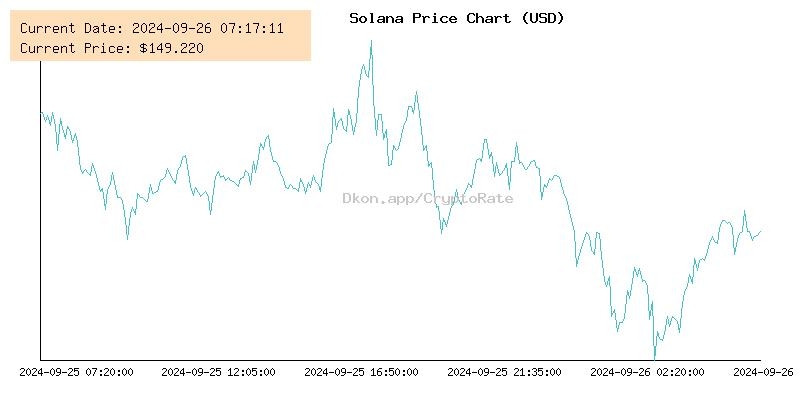 Solana Price Chart (USD)
Current Date: 2024-09-26 07:17:11
Current Price: $149.220
Dkon.app/CryptoRate
2024-09-25 07:20:00 2024-09-25 12:05:00 2024-09-25 16:50:00 2024-09-25 21:35:00 2024-09-26 02:20:00 2024-09-26